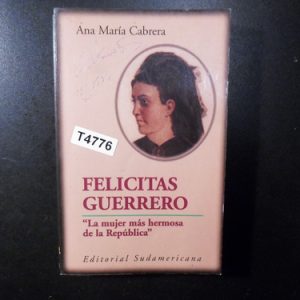 Ana María Cabrera
T4776
FELICITAS
GUERRERO
“La mujer más hermosa
de la República”
Editorial Sudamericana